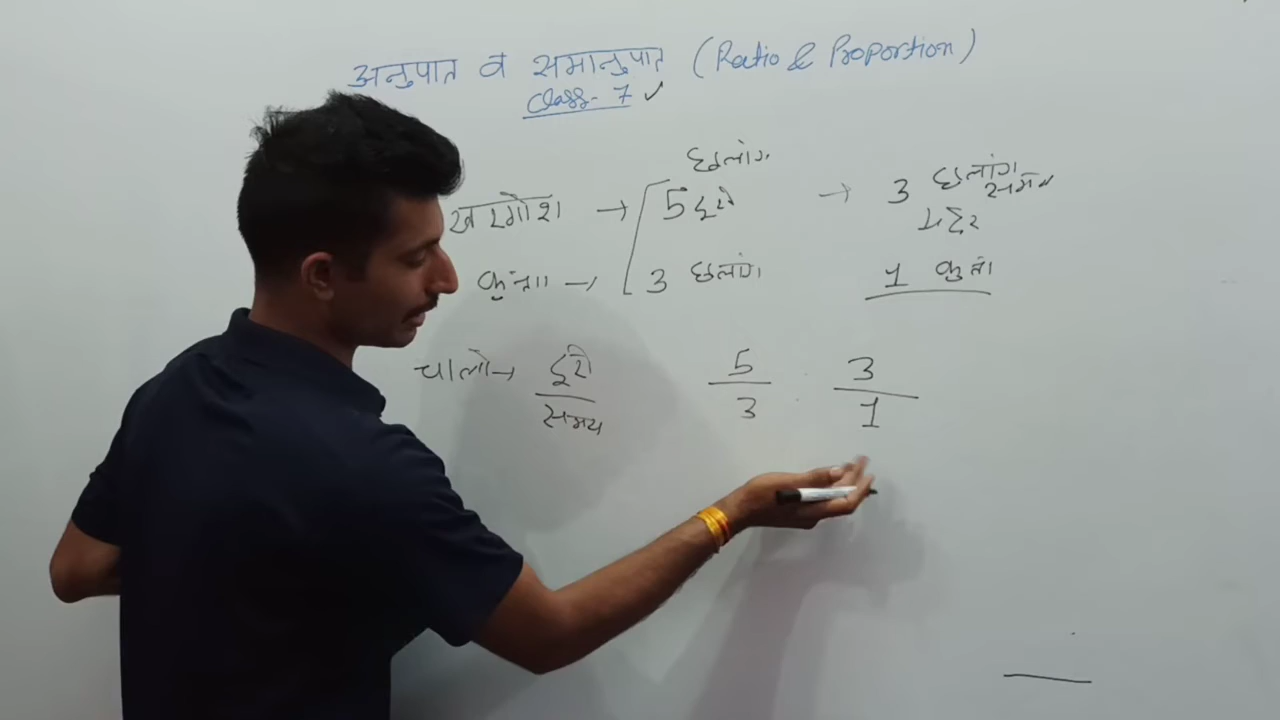 अनुपात व समानुपात (Ratio & Proportion)
Class- 7 ✓
छलांग
खरगोश → 5 दूरी → 3 छलांग
समय
कुत्ता → 3 छलांग 1 कुत्ता
चाल → दूरी 5 3
समय 3 1